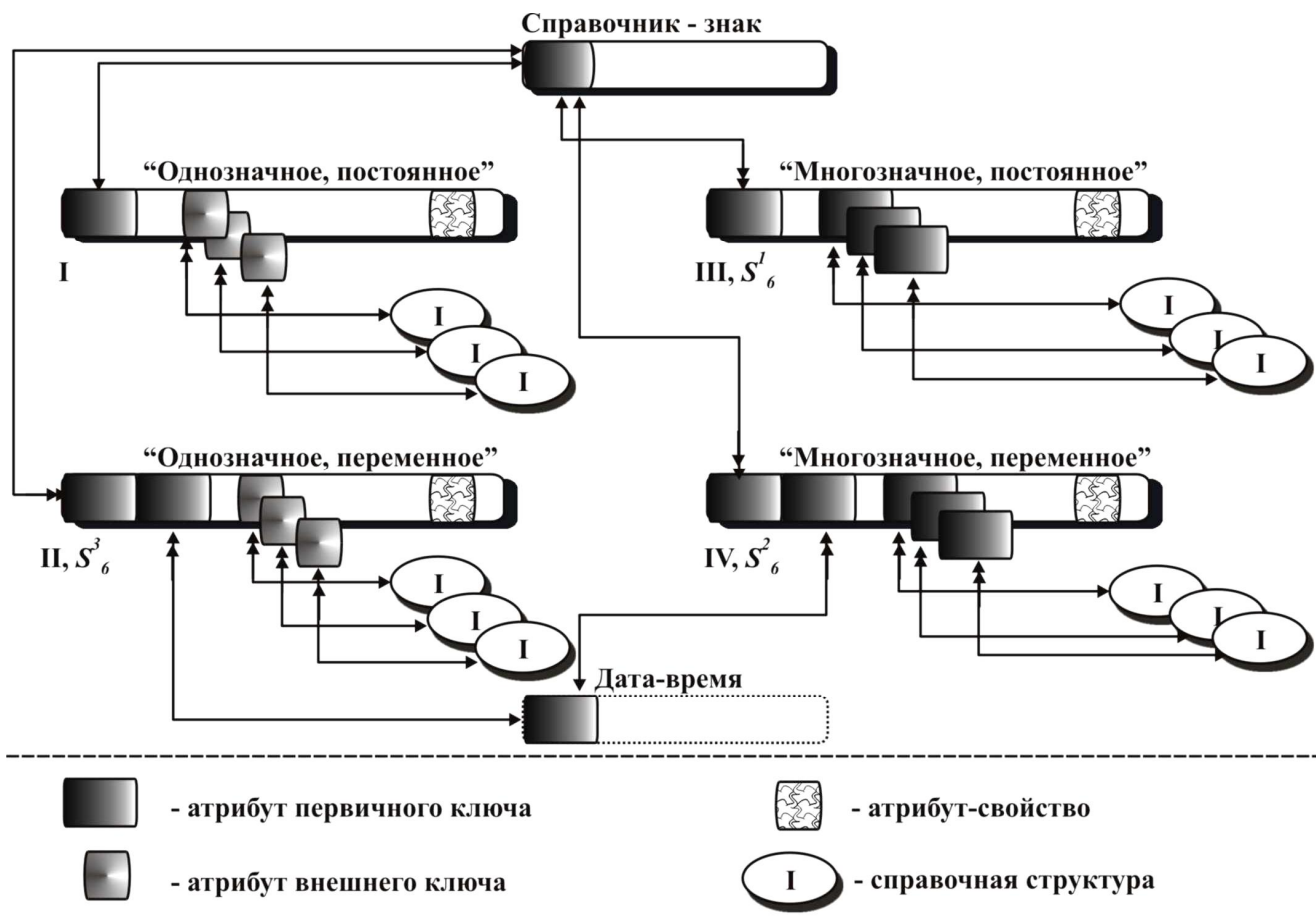 Справочник - знак
“Однозначное, постоянное”
“Многозначное, постоянное”
I
III, S¹₆
I
I
I
I
I
I
“Однозначное, переменное”
“Многозначное, переменное”
II, S³₆
IV, S²₆
I
I
I
I
I
I
Дата-время
- атрибут первичного ключа
- атрибут-свойство
- атрибут внешнего ключа
I
- справочная структура